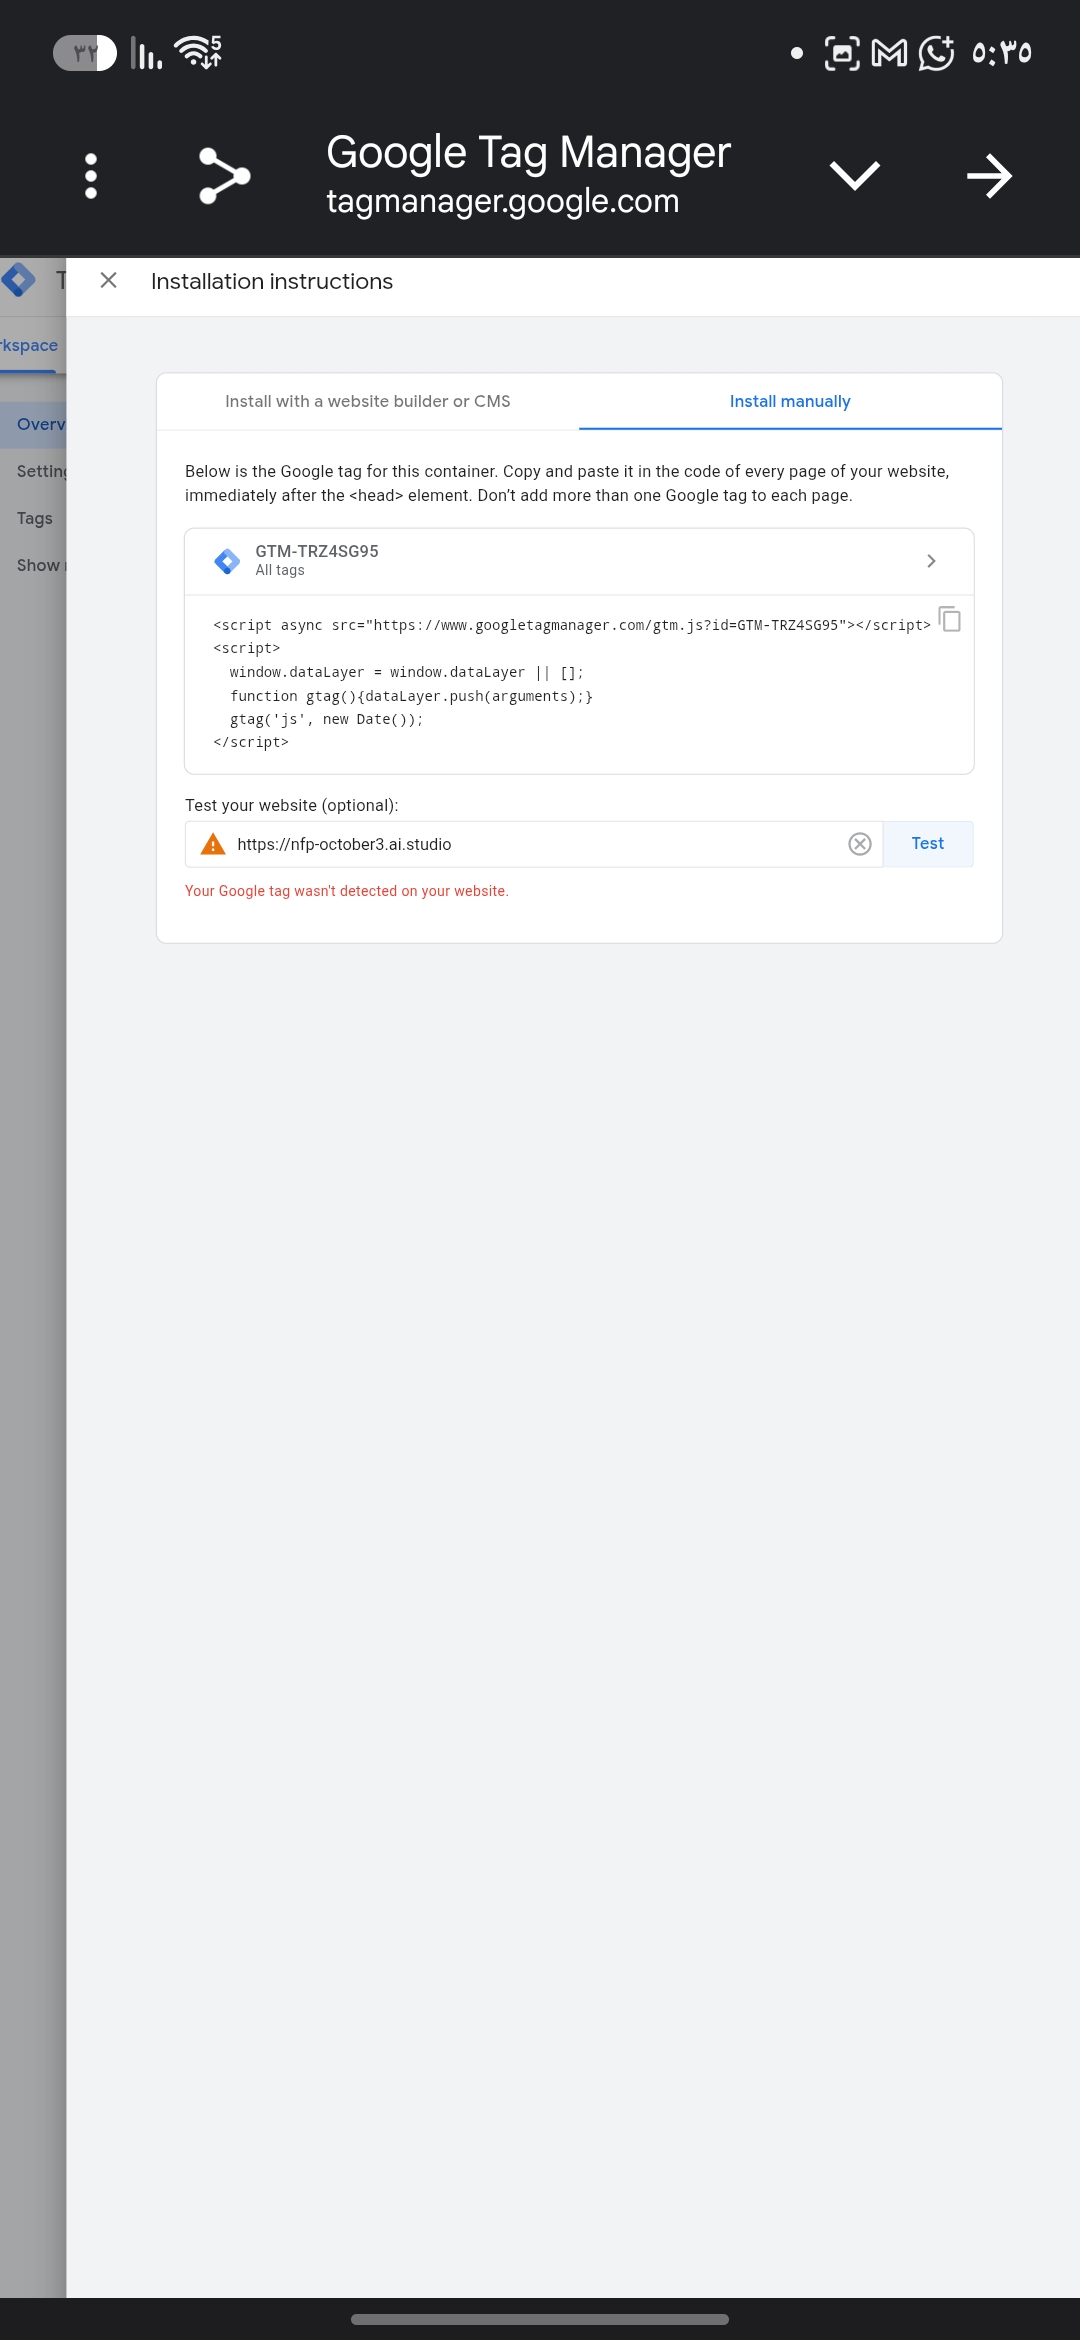 ٣٢
5
٥:٣٥
Google Tag Manager
tagmanager.google.com
T
Installation instructions
rkspace
Overv
Setting
Tags
Show
Install with a website builder or CMS
Install manually
Below is the Google tag for this container. Copy and paste it in the code of every page of your website,
immediately after the <head> element. Don't add more than one Google tag to each page.
GTM-TRZ4SG95
All tags
<script async src="https://www.googletagmanager.com/gtm.js?id=GTM-TRZ4SG95"></script>
<script>
window.dataLayer = window.dataLayer || [];
function gtag(){dataLayer.push(arguments);}
gtag('js', new Date());
</script>
Test your website (optional):
https://nfp-october3.ai.studio
Test
Your Google tag wasn't detected on your website.